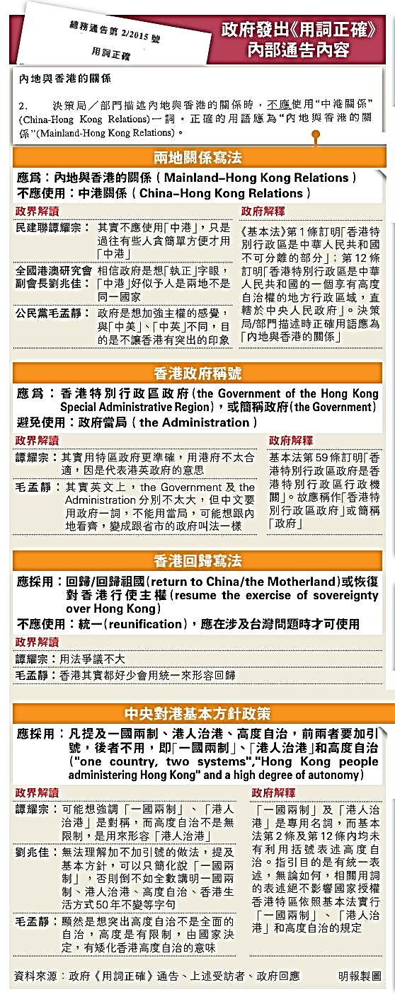 總務通告第 2/2015 號
用詞正確
政府發出《用詞正確》
內部通告內容
內地與香港的關係
2. 決策局／部門描述內地與香港的關係時，不應使用“中港關係”
(China-Hong Kong Relations)一詞。正確的用語應為“內地與香港的關
係”(Mainland-Hong Kong Relations)。
兩地關係寫法
應為：內地與香港的關係（Mainland–Hong Kong Relations）
不應使用：中港關係（China–Hong Kong Relations）
政界解讀
民建聯譚耀宗：其實不應使用「中港」，只是
過往有些人貪簡單方便才用
「中港」
全國港澳研究會
副會長劉兆佳：相信政府是想「執正」字眼，
「中港」好似予人是兩地不是
同一國家
公民黨毛孟靜：政府是想加強主權的感覺，
與「中美」、「中英」不同，目
的是不讓香港有突出的印象
政府解釋
《基本法》第1條訂明「香港特
別行政區是中華人民共和國
不可分離的部分」；第12條
訂明「香港特別行政區是中華
人民共和國的一個享有高度
自治權的地方行政區域，直
轄於中央人民政府」。決策
局/部門描述時正確用語應為
「內地與香港的關係」
香港政府稱號
應為：香港特別行政區政府(the Government of the Hong Kong
Special Administrative Region)，或簡稱政府(the Government)
避免使用：政府當局（the Administration）
政界解讀
譚耀宗：其實用特區政府更準確，用港府不太合
適，因是代表港英政府的意思
毛孟靜：其實英文上，the Government 及 the
Administration 分別不太大，但中文要
用政府一詞，不能用當局，可能想跟內
地看齊，變成跟省市的政府叫法一樣
政府解釋
基本法第59條訂明「香
港特別行政區政府是香
港特別行政區行政機
關」。故應稱作「香港特
別行政區政府」或簡稱
「政府」
香港回歸寫法
應採用：回歸/回歸祖國(return to China/the Motherland)或恢復
對香港行使主權(resume the exercise of sovereignty
over Hong Kong)
不應使用：統一(reunification)，應在涉及台灣問題時才可使用
政界解讀
譚耀宗：用法爭議不大
毛孟靜：香港其實都好少會用統一來形容回歸
中央對港基本方針政策
應採用：凡提及一國兩制、港人治港、高度自治，前兩者要加引
號，後者不用，即「一國兩制」、「港人治港」和高度自治
("one country, two systems","Hong Kong people
administering Hong Kong" and a high degree of autonomy)
政界解讀
譚耀宗：可能想強調「一國兩制」、「港人
治港」是對稱，而高度自治不是無
限制，是用來形容「港人治港」
劉兆佳：無法理解加不加引號的做法，提及
基本方針，可以只簡化說「一國兩
制」，否則倒不如全數講明一國兩
制、港人治港、高度自治、香港生
活方式50年不變等字句
毛孟靜：顯然是想突出高度自治不是全面的
自治，高度是有限制，由國家決
定，有矮化香港高度自治的意味
政府解釋
「一國兩制」及「港人治
港」是專用名詞，而基本
法第2條及第12條內均未
有利用括號表述高度自
治。指引目的是有統一表
述，無論如何，相關用詞
的表述絕不影響國家授權
香港特區依照基本法實行
「一國兩制」、「港人治
港」和高度自治的規定
資料來源：政府《用詞正確》通告、上述受訪者、政府回應
明報製圖